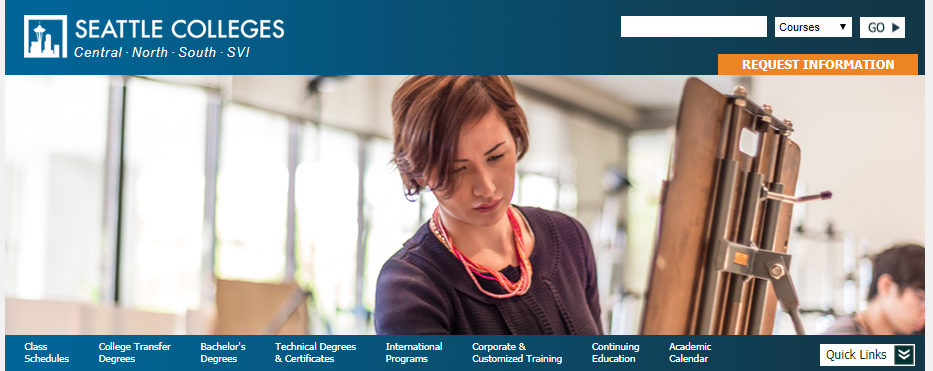 SEATTLE COLLEGES
Central · North · South · SVI
Courses
GO
REQUEST INFORMATION
Class
Schedules
College Transfer
Degrees
Bachelor's
Degrees
Technical Degrees
& Certificates
International
Programs
Corporate &
Customized Training
Continuing
Education
Academic
Calendar
Quick Links